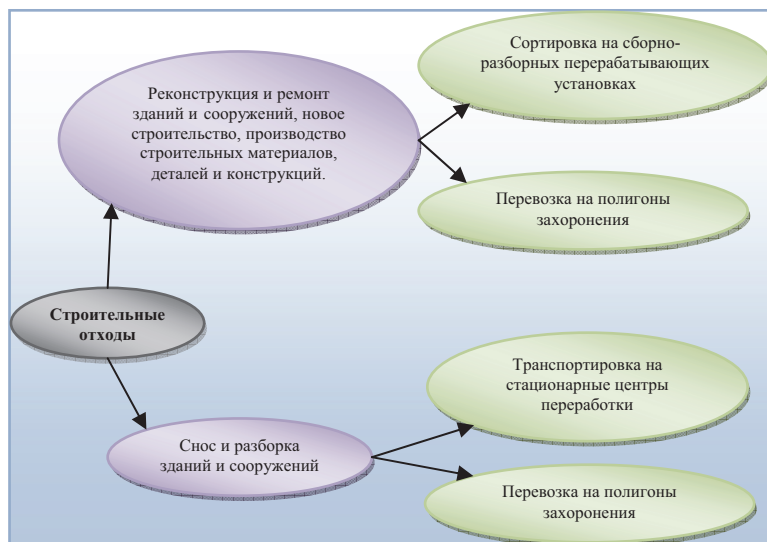 Сортировка на сборно-
разборных перерабатывающих
установках
Реконструкция и ремонт
зданий и сооружений, новое
строительство, производство
строительных материалов,
деталей и конструкций.
Перевозка на полигоны
захоронения
Строительные
отходы
Транспортировка на
стационарные центры
переработки
Снос и разборка
зданий и сооружений
Перевозка на полигоны
захоронения